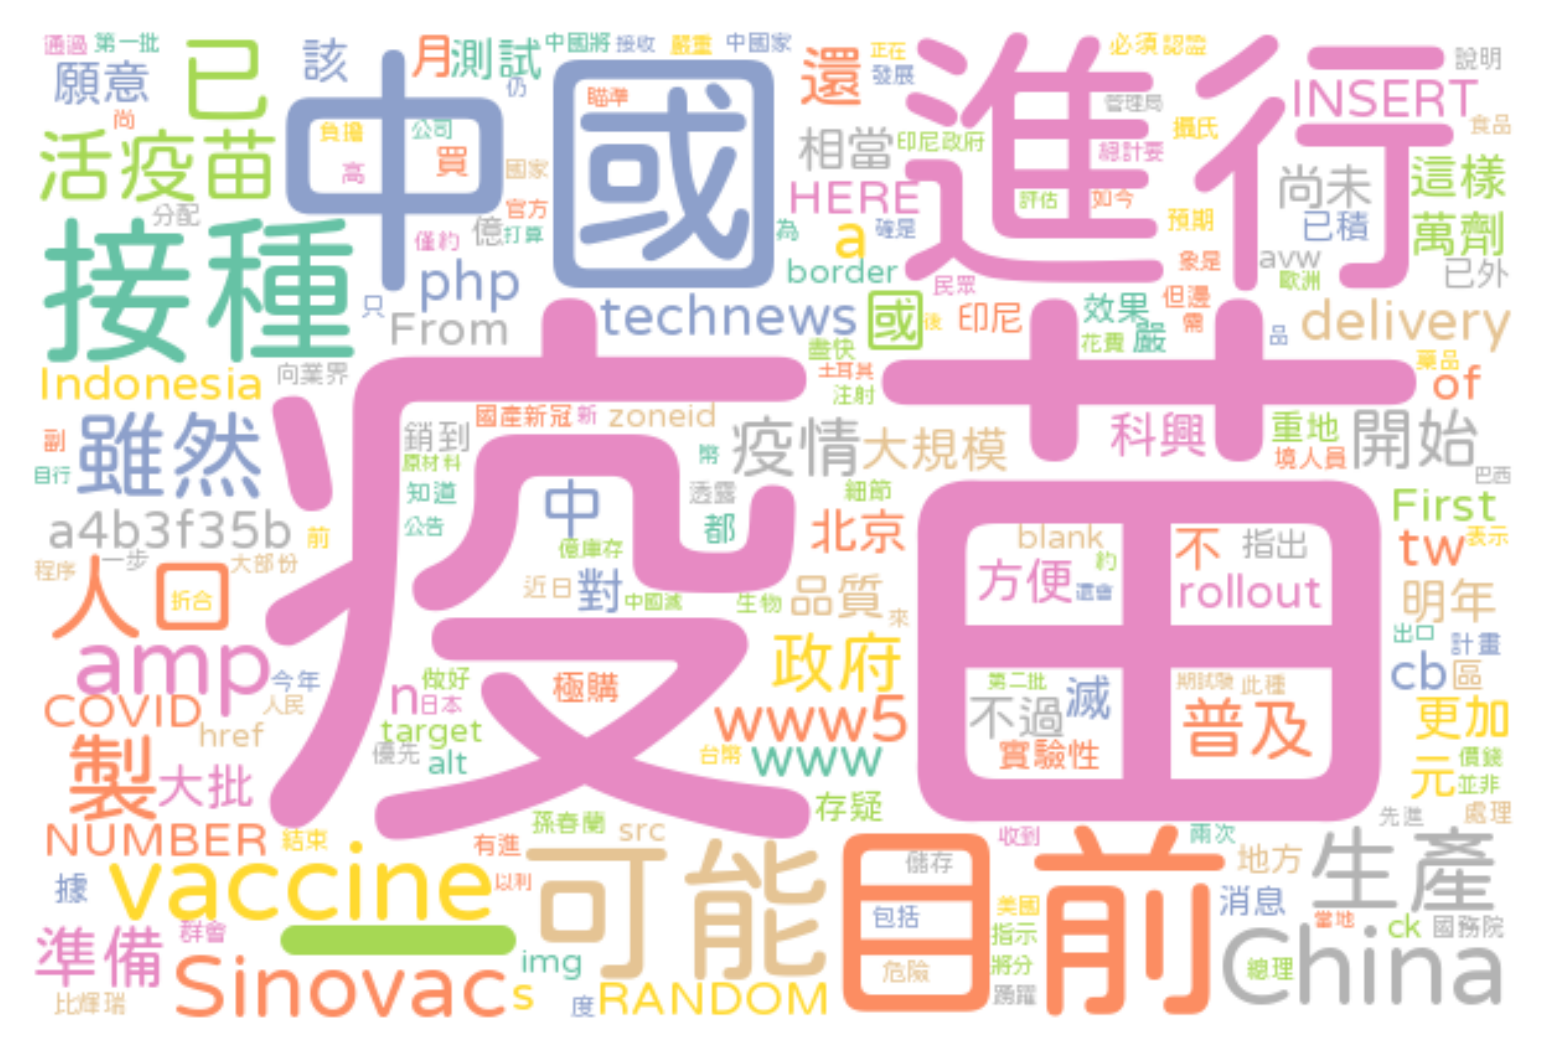 通過 第一批
願意
已
該
月
測試
仍
中國將 接收 嚴重 中國家
還
正在
發展
必須認證
說明
尚
活疫苗
中國
負擔
公司
高
買
國家
瞄準
相當
印尼政府
進行
管理局
總計要
攝氏
INSERT
食品
尚未
這樣
分配
接種
官方
僅約
億
打算
HERE
為
a
確是
評估
如今
預期
已積
萬劑
只
php
border
民眾
象是
avw
歐洲
已外
From
technews
國
後
印尼
效果
但邊
需
嚴
花費
品
delivery
Indonesia
向業界
盡快
土耳其
注射
藥品
of
副
雖然
銷到
國產新冠
新
zoneid
疫苗
疫情
大規模
科興
重地
境人員
開始
自行
原材料
幣
巴西
知道
中
透露
細節
First
a4b3f35b
前
公告
都
北京
blank
不
指出
tw
表示
程序
一步
大部份
億庫存
約
人口
折合
近日
對
中國滅
生物
品質
來
方便
還會
rollout
明年
出口
計畫
amp
今年
n
做好
日本
極購
政府
第二批
滅
期試驗
此種
cb
區
COVID
人民
href
target
優先
alt
www5
台幣
www
不過
實驗性
普及
更加
元
價錢
並非
製
大批
存疑
先進
處理
NUMBER
結束
有進
孫春蘭
src
收到
兩次
vaccine
以利
可能
目前
儲存
地方
生產
據
包括
美國
消息
當地
ck
國務院
準備
群會
指示
Sinovac
img
危險
將分
總理
China
比輝瑞
s
度
RANDOM
踴躍